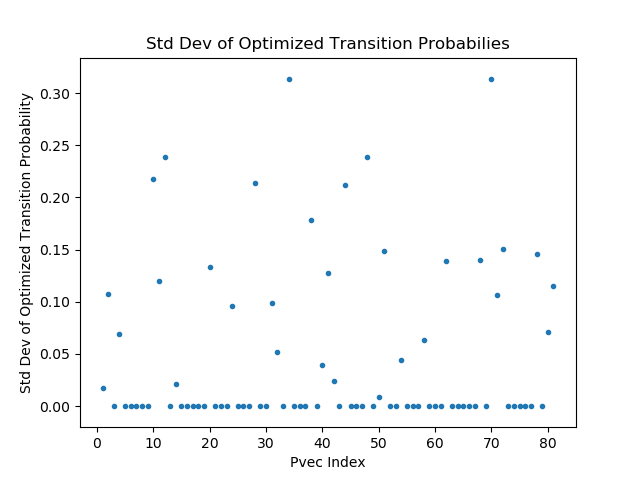 Std Dev of Optimized Transition Probabilies
Std Dev of Optimized Transition Probability
0.30
0.25
0.20
0.15
0.10
0.05
0.00
0 10 20 30 40 50 60 70 80
Pvec Index